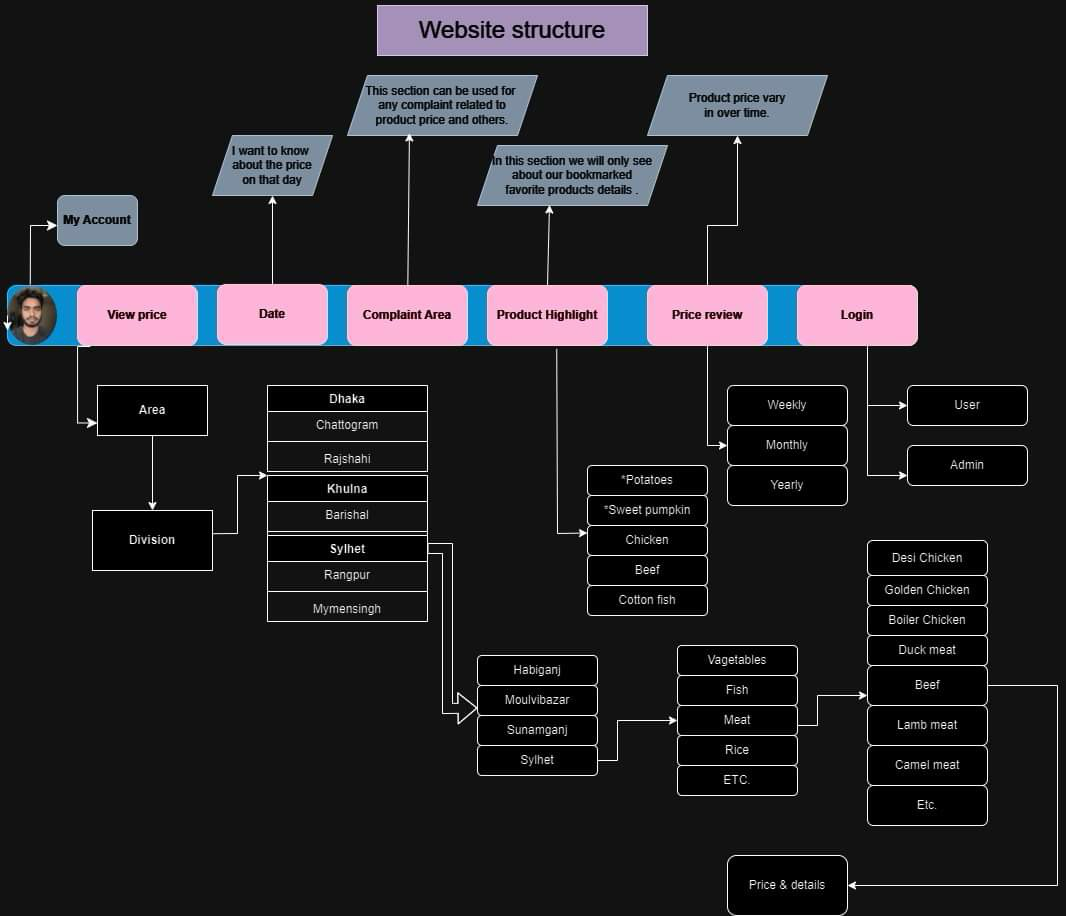 Website structure
This section can be used for
any complaint related to
product price and others.
Product price vary
in over time.
I want to know
about the price
on that day
In this section we will only see
about our bookmarked
favorite products details .
My Account
View price
Date
Complaint Area
Product Highlight
Price review
Login
Area
Division
Dhaka
Chattogram
Rajshahi
Khulna
Barishal
Sylhet
Rangpur
Mymensingh
*Potatoes
*Sweet pumpkin
Chicken
Beef
Cotton fish
Weekly
Monthly
Yearly
User
Admin
Habiganj
Moulvibazar
Sunamganj
Sylhet
Vagetables
Fish
Meat
Rice
ETC.
Desi Chicken
Golden Chicken
Boiler Chicken
Duck meat
Beef
Lamb meat
Camel meat
Etc.
Price & details